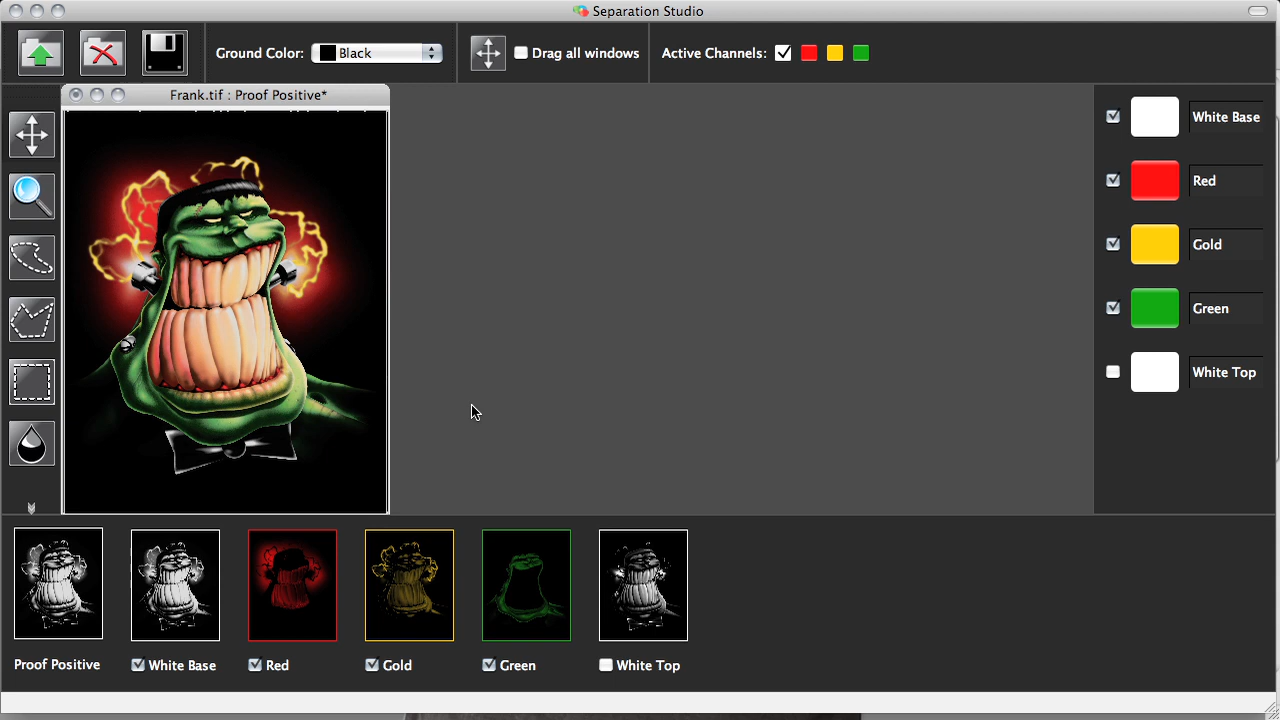 Separation Studio
Ground Color: Black Drag all windows Active Channels:
Frank.tif : Proof Positive*
White Base
Red
Gold
Green
White Top
Proof Positive White Base Red Gold Green White Top